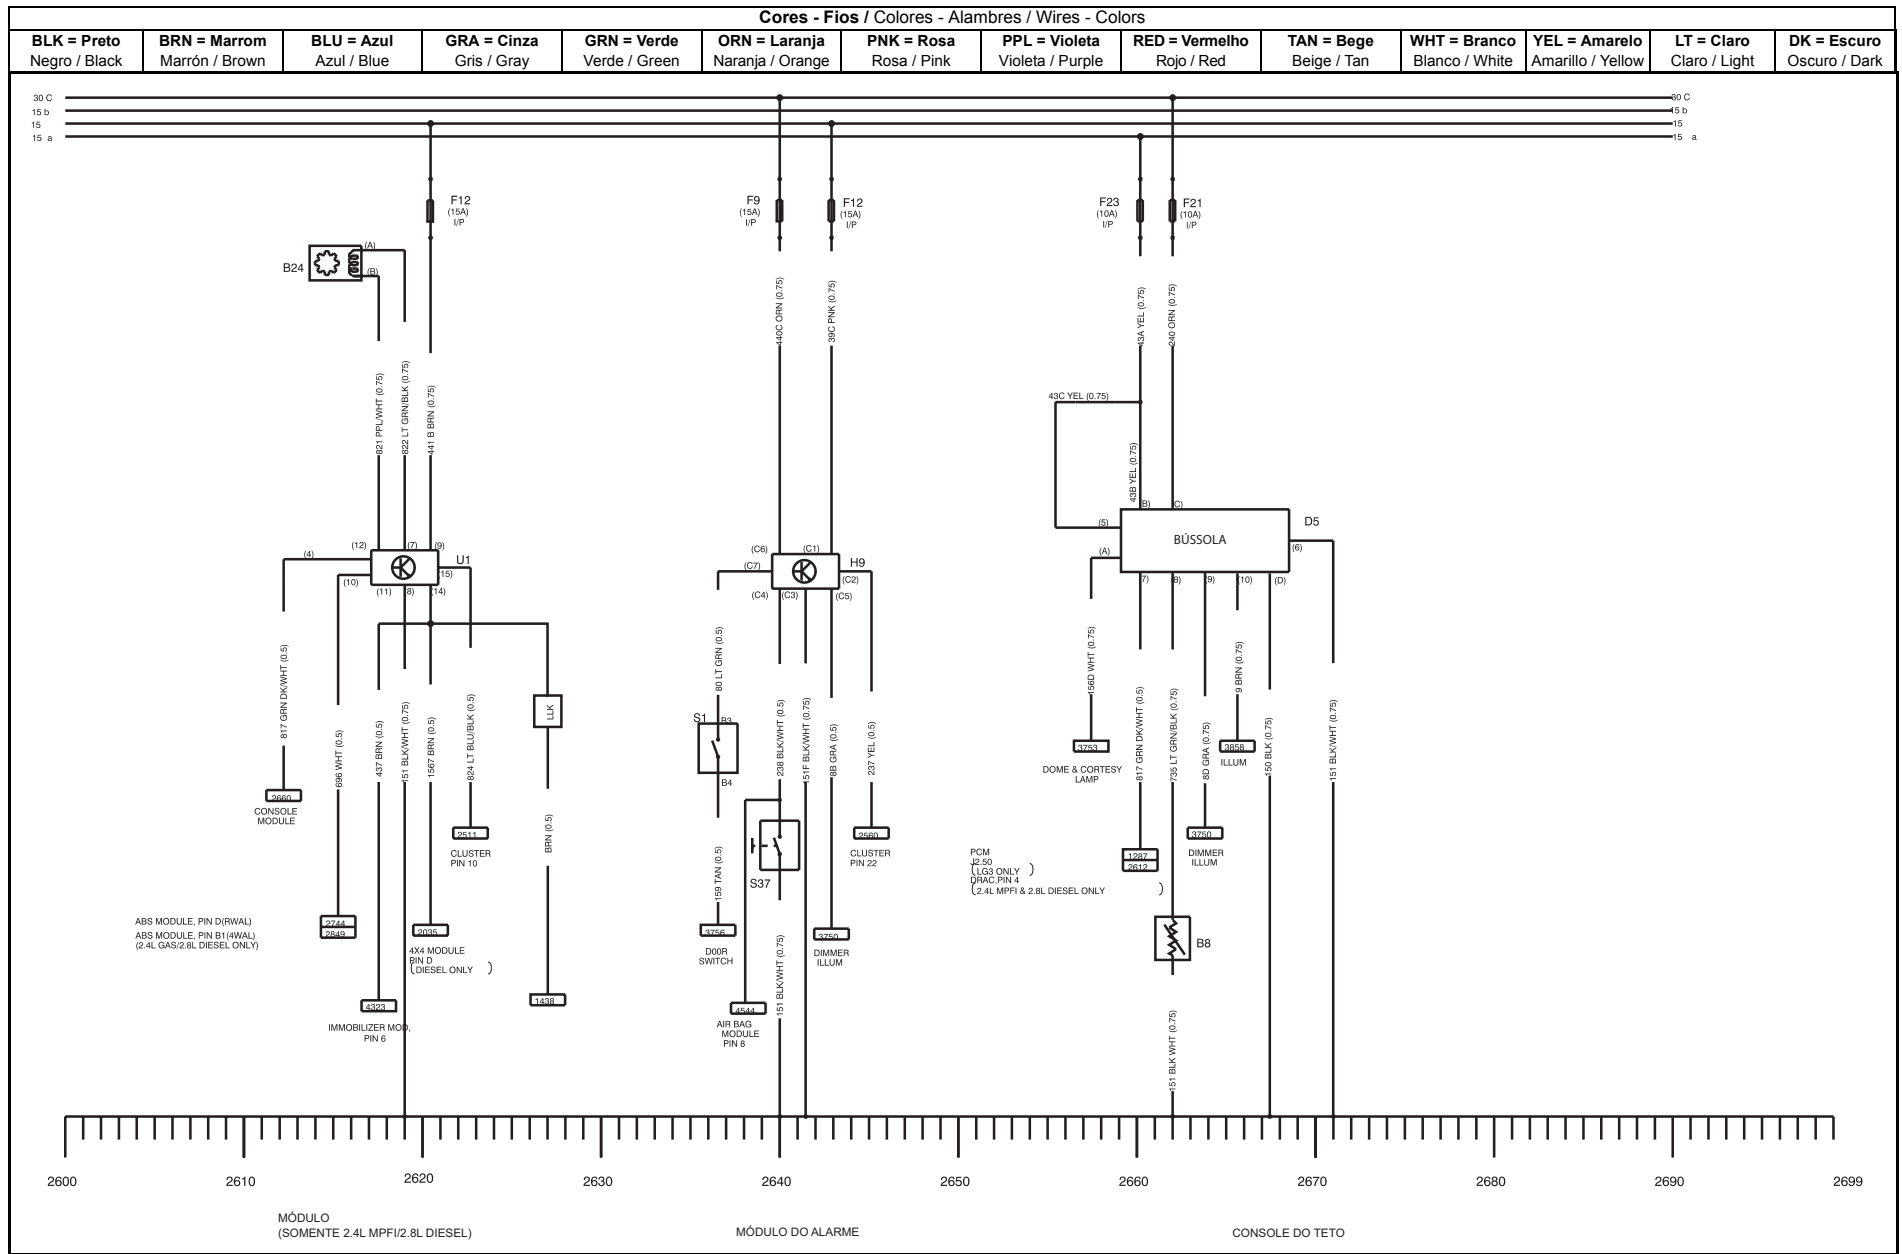 Cores - Fios / Colores - Alambres / Wires - Colors
BLK = Preto
Negro / Black
BRN = Marrom
Marrón / Brown
BLU = Azul
Azul / Blue
GRA = Cinza
Gris / Gray
GRN = Verde
Verde / Green
ORN = Laranja
Naranja / Orange
PNK = Rosa
Rosa / Pink
PPL = Violeta
Violeta / Purple
RED = Vermelho
Rojo / Red
TAN = Bege
Beige / Tan
WHT = Branco
Blanco / White
YEL = Amarelo
Amarillo / Yellow
LT = Claro
Claro / Light
DK = Escuro
Oscuro / Dark
30 C
15 b
15
15 a
30 C
15 b
15
15 a
F12
(15A)
I/P
F9
(15A)
I/P
F12
(15A)
I/P
F23
(10A)
I/P
F21
(10A)
I/P
B24
(A)
(B)
821 PPL/WHT (0.75)
822 LT GRN/BLK (0.75)
441 B BRN (0.75)
440C ORN (0.75)
39C PNK (0.75)
43A YEL (0.75)
240 ORN (0.75)
43C YEL (0.75)
43B YEL (0.75)
(4)
(12)
(7)
(9)
U1
(15)
(10)
(11)
(8)
(14)
(C6)
(C1)
H9
(C7)
(C2)
(C4)
(C3)
(C5)
B)
C)
(5)
BÚSSOLA
D5
(A)
(6)
7)
8)
(9)
(10)
(D)
817 GRN DK/WHT (0.5)
696 WHT (0.5)
437 BRN (0.5)
151 BLK/WHT (0.75)
1567 BRN (0.5)
824 LT BLU/BLK (0.5)
LLK
BRN (0.5)
80 LT GRN (0.5)
S1
B3
B4
159 TAN (0.5)
238 BLK/WHT (0.5)
151F BLK/WHT (0.75)
8B GRA (0.5)
237 YEL (0.5)
S37
151 BLK/WHT (0.75)
156D WHT (0.75)
817 GRN DK/WHT (0.5)
735 LT GRN/BLK (0.75)
8D GRA (0.75)
9 BRN (0.75)
150 BLK (0.75)
151 BLK/WHT (0.75)
2660
CONSOLE
MODULE
2511
CLUSTER
PIN 10
2560
CLUSTER
PIN 22
3753
DOME & CORTESY
LAMP
3858
ILLUM
3750
DIMMER
ILLUM
1287
2612
PCM
J2.50
(LG3 ONLY )
DRAC,PIN 4
(2.4L MPFI & 2.8L DIESEL ONLY )
ABS MODULE, PIN D(RWAL)
ABS MODULE, PIN B1(4WAL)
(2.4L GAS/2.8L DIESEL ONLY)
2744
2849
2035
4X4 MODULE
PIN D
(DIESEL ONLY )
3756
D00R
SWITCH
3750
DIMMER
ILLUM
4323
IMMOBILIZER MOD,
PIN 6
1438
4544
AIR BAG
MODULE
PIN 8
B8
151 BLK WHT (0.75)
2600
2610
2620
2630
2640
2650
2660
2670
2680
2690
2699
MÓDULO
(SOMENTE 2.4L MPFI/2.8L DIESEL)
MÓDULO DO ALARME
CONSOLE DO TETO